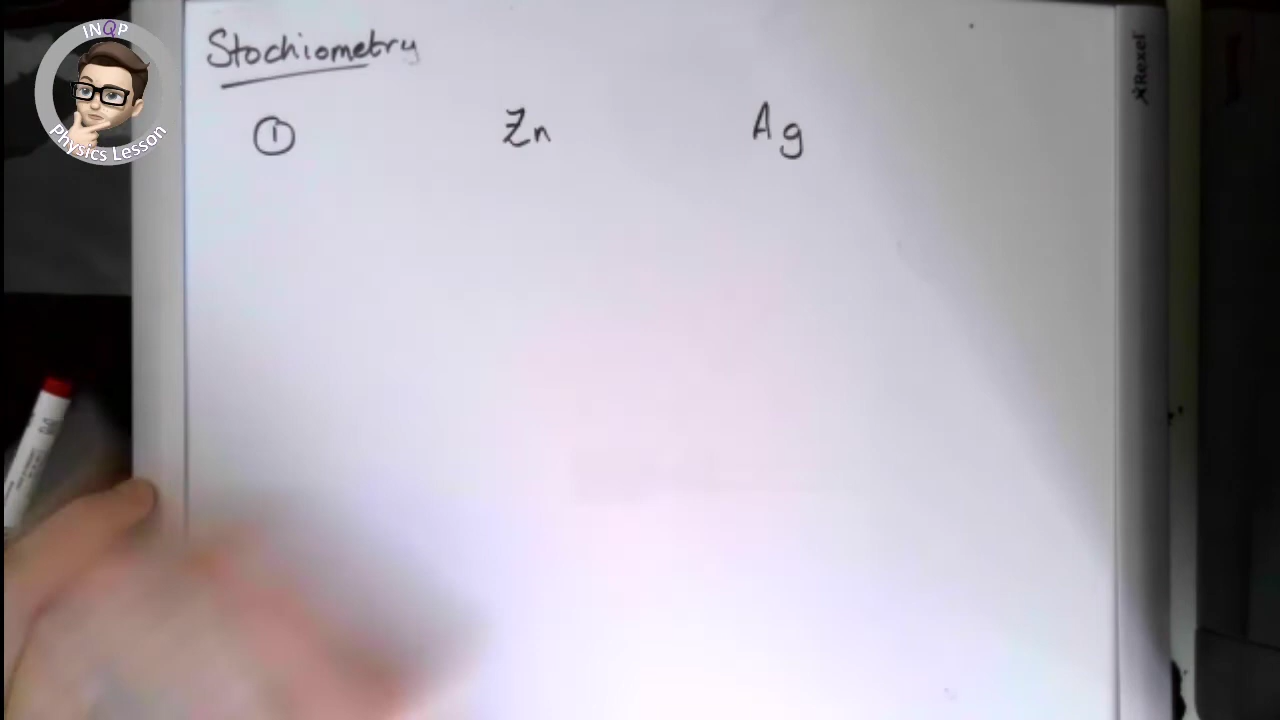 INQP
Physics Lesson
Stochiometry
① Zn Ag
Rexel